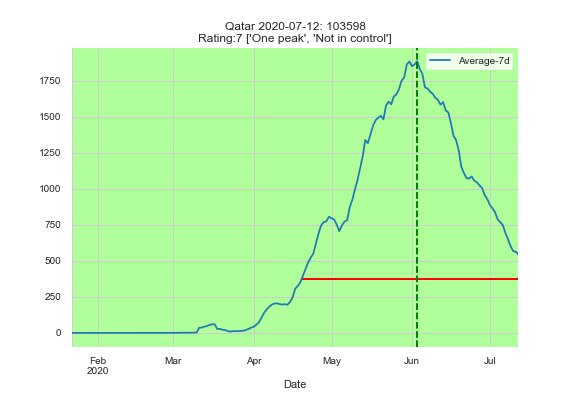 Qatar 2020-07-12: 103598
Rating:7 ['One peak', 'Not in control']
Average-7d
1750
1500
1250
1000
750
500
250
0
Feb
2020
Mar
Apr
May
Jun
Jul
Date